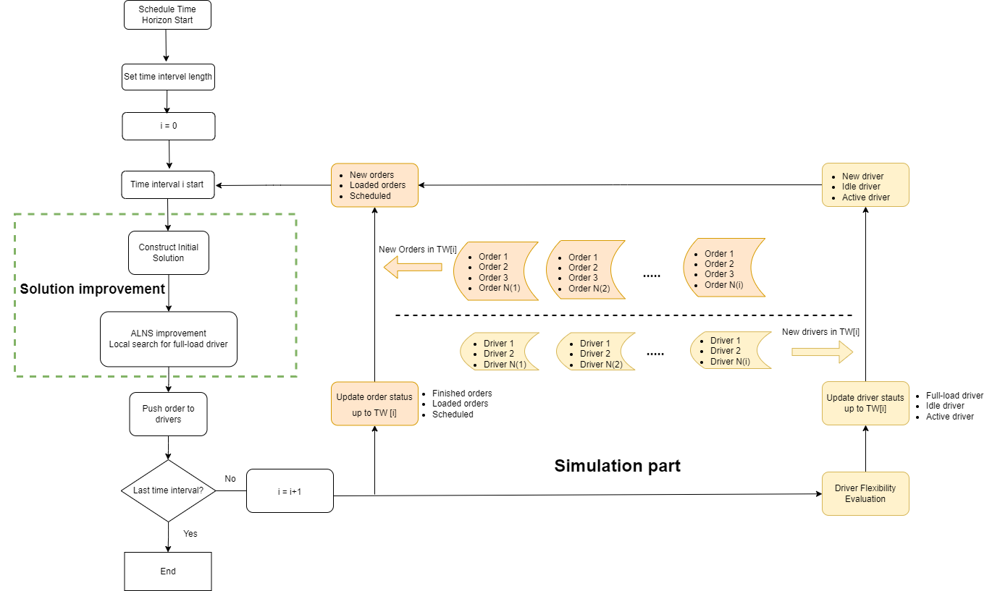 Schedule Time
Horizon Start
Set time intervel length
i = 0
Time interval i start
New orders
Loaded orders
Scheduled
New driver
Idle driver
Active driver
Construct Initial
Solution
Solution improvement
ALNS improvement
Local search for full-load driver
New Orders in TW[i]
Order 1
Order 2
Order 3
Order N(1)
Order 1
Order 2
Order 3
Order N(2)
.....
Order 1
Order 2
Order 3
Order N(i)
Driver 1
Driver 2
Driver N(1)
Driver 1
Driver 2
Driver N(2)
.....
Driver 1
Driver 2
Driver N(i)
New drivers in TW[i]
Push order to
drivers
Update order status
up to TW [i]
Finished orders
Loaded orders
Scheduled
Update driver stauts
up to TW[i]
Full-load driver
Idle driver
Active driver
Simulation part
Last time interval?
No
i = i+1
Driver Flexibility
Evaluation
Yes
End